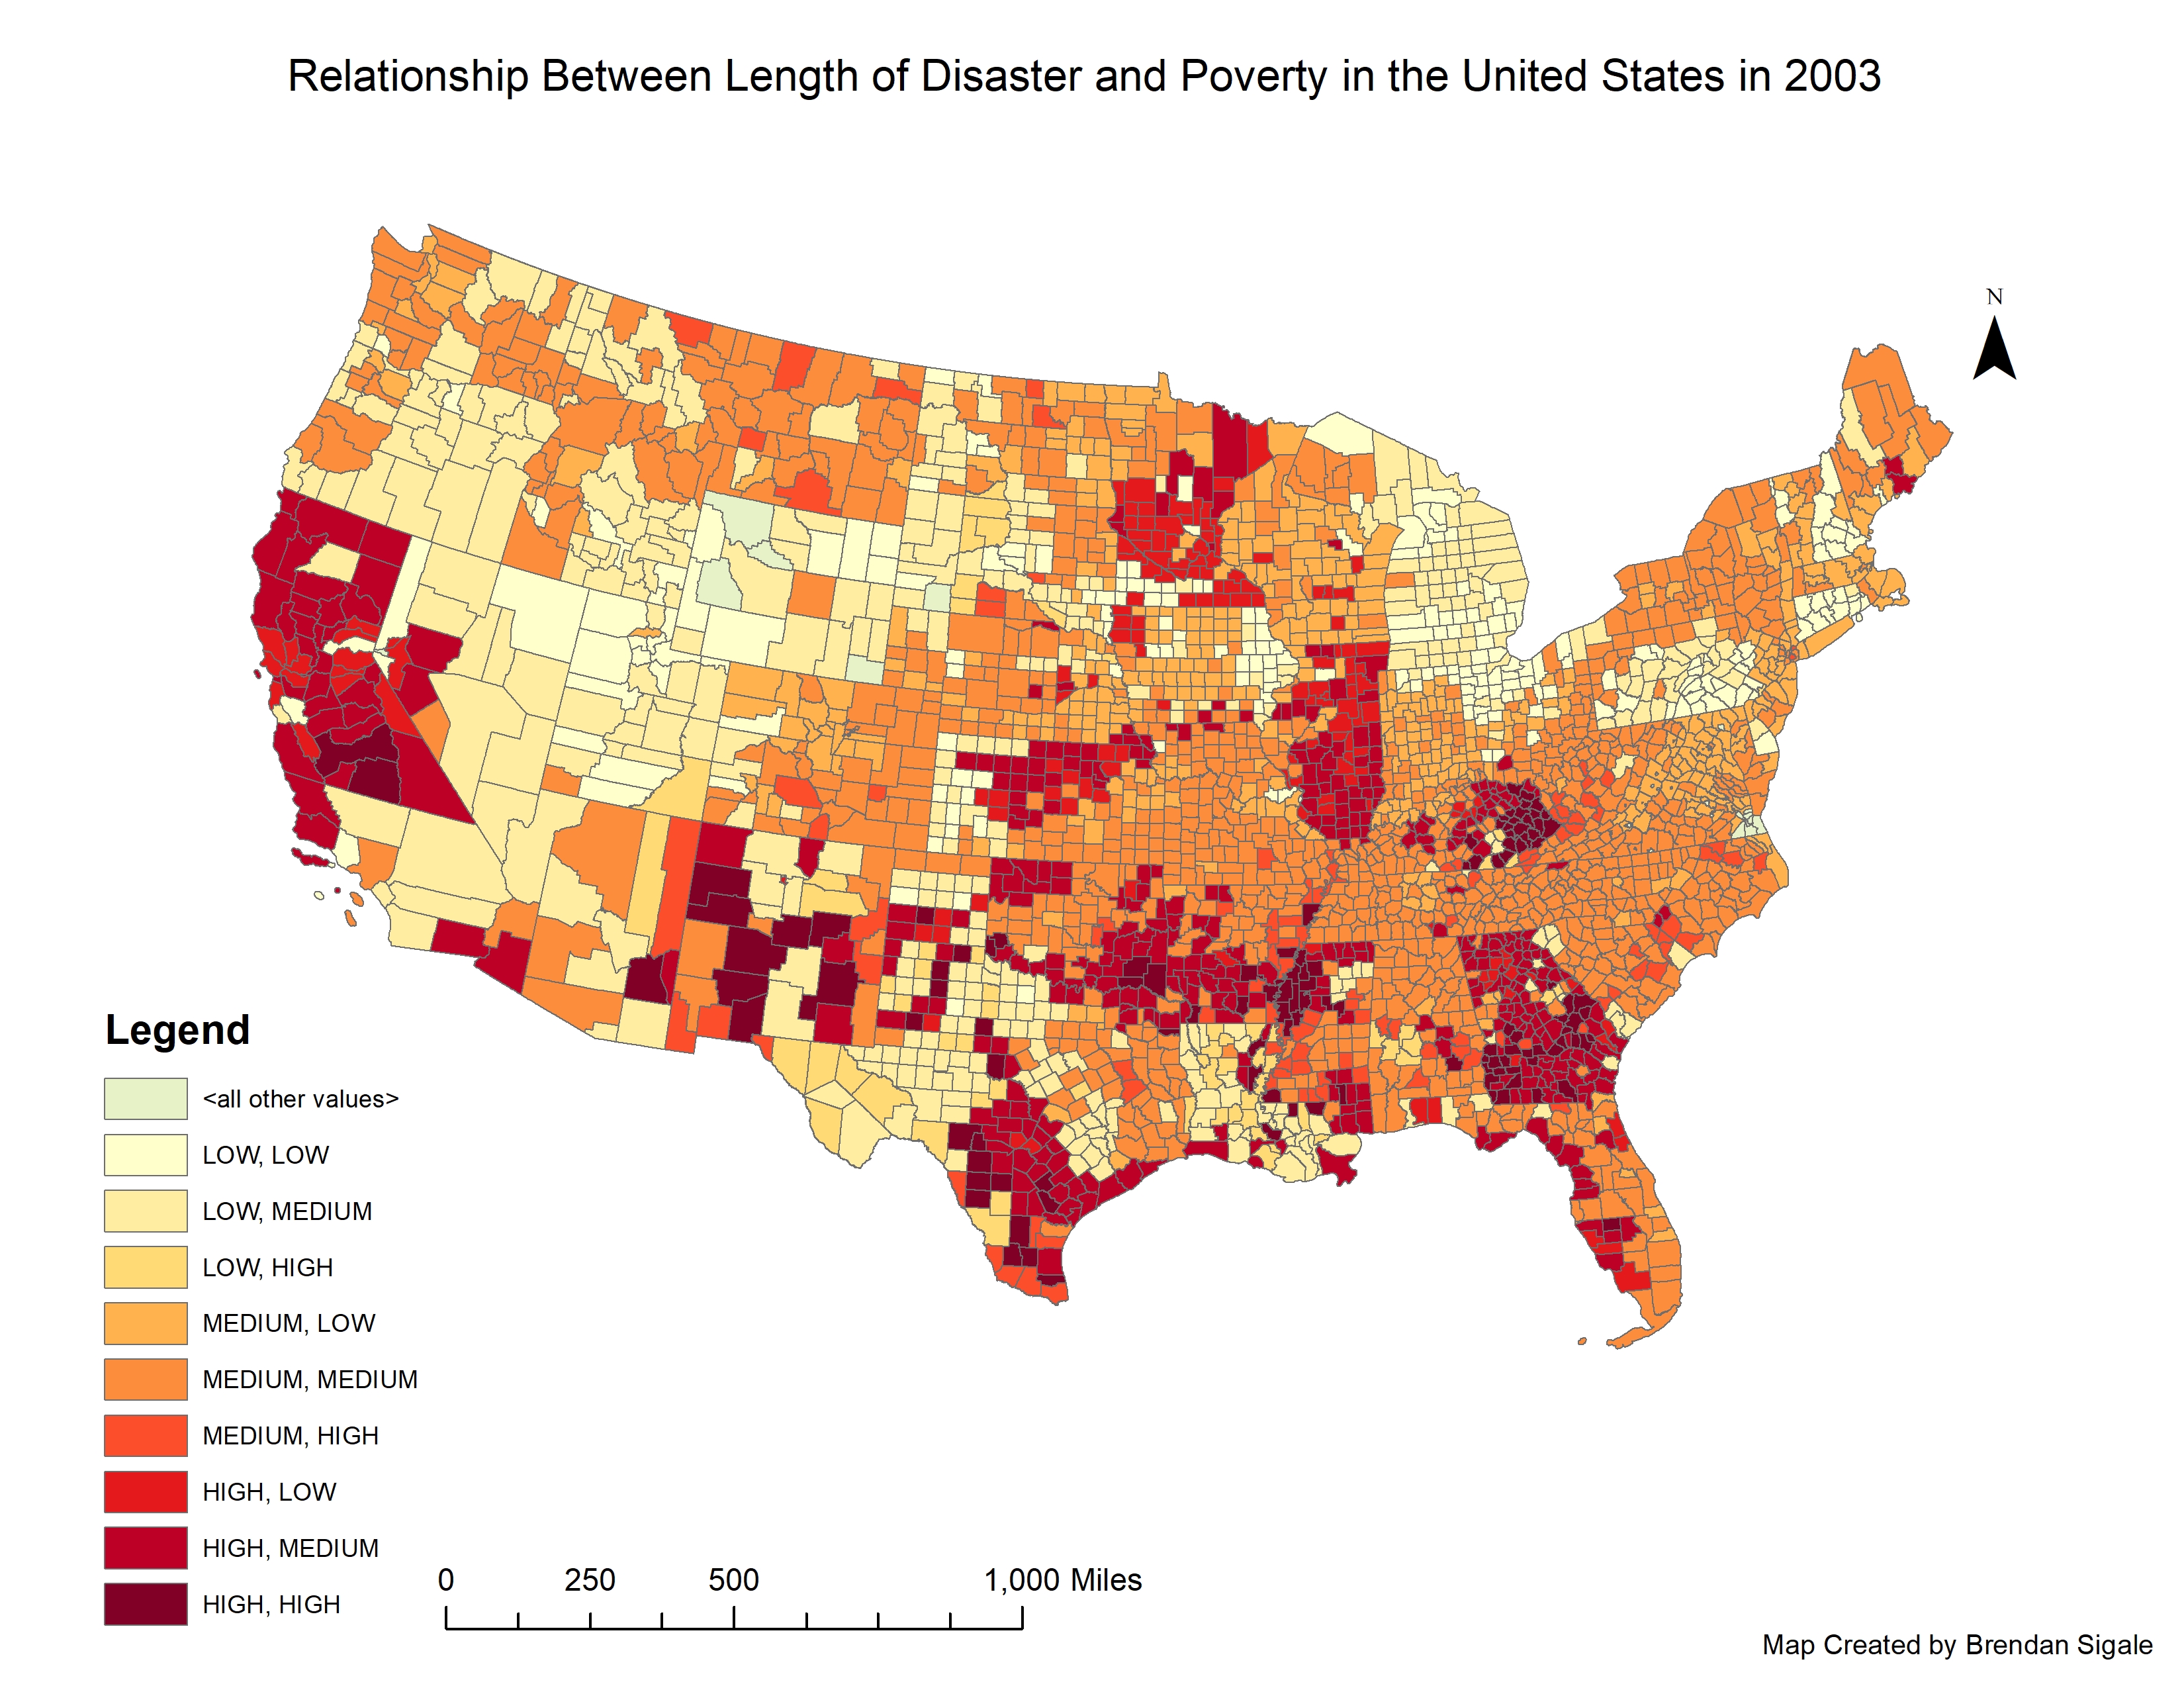 Relationship Between Length of Disaster and Poverty in the United States in 2003
N
Legend
<all other values>
LOW, LOW
LOW, MEDIUM
LOW, HIGH
MEDIUM, LOW
MEDIUM, MEDIUM
MEDIUM, HIGH
HIGH, LOW
HIGH, MEDIUM
HIGH, HIGH
0 250 500 1,000 Miles
Map Created by Brendan Sigale